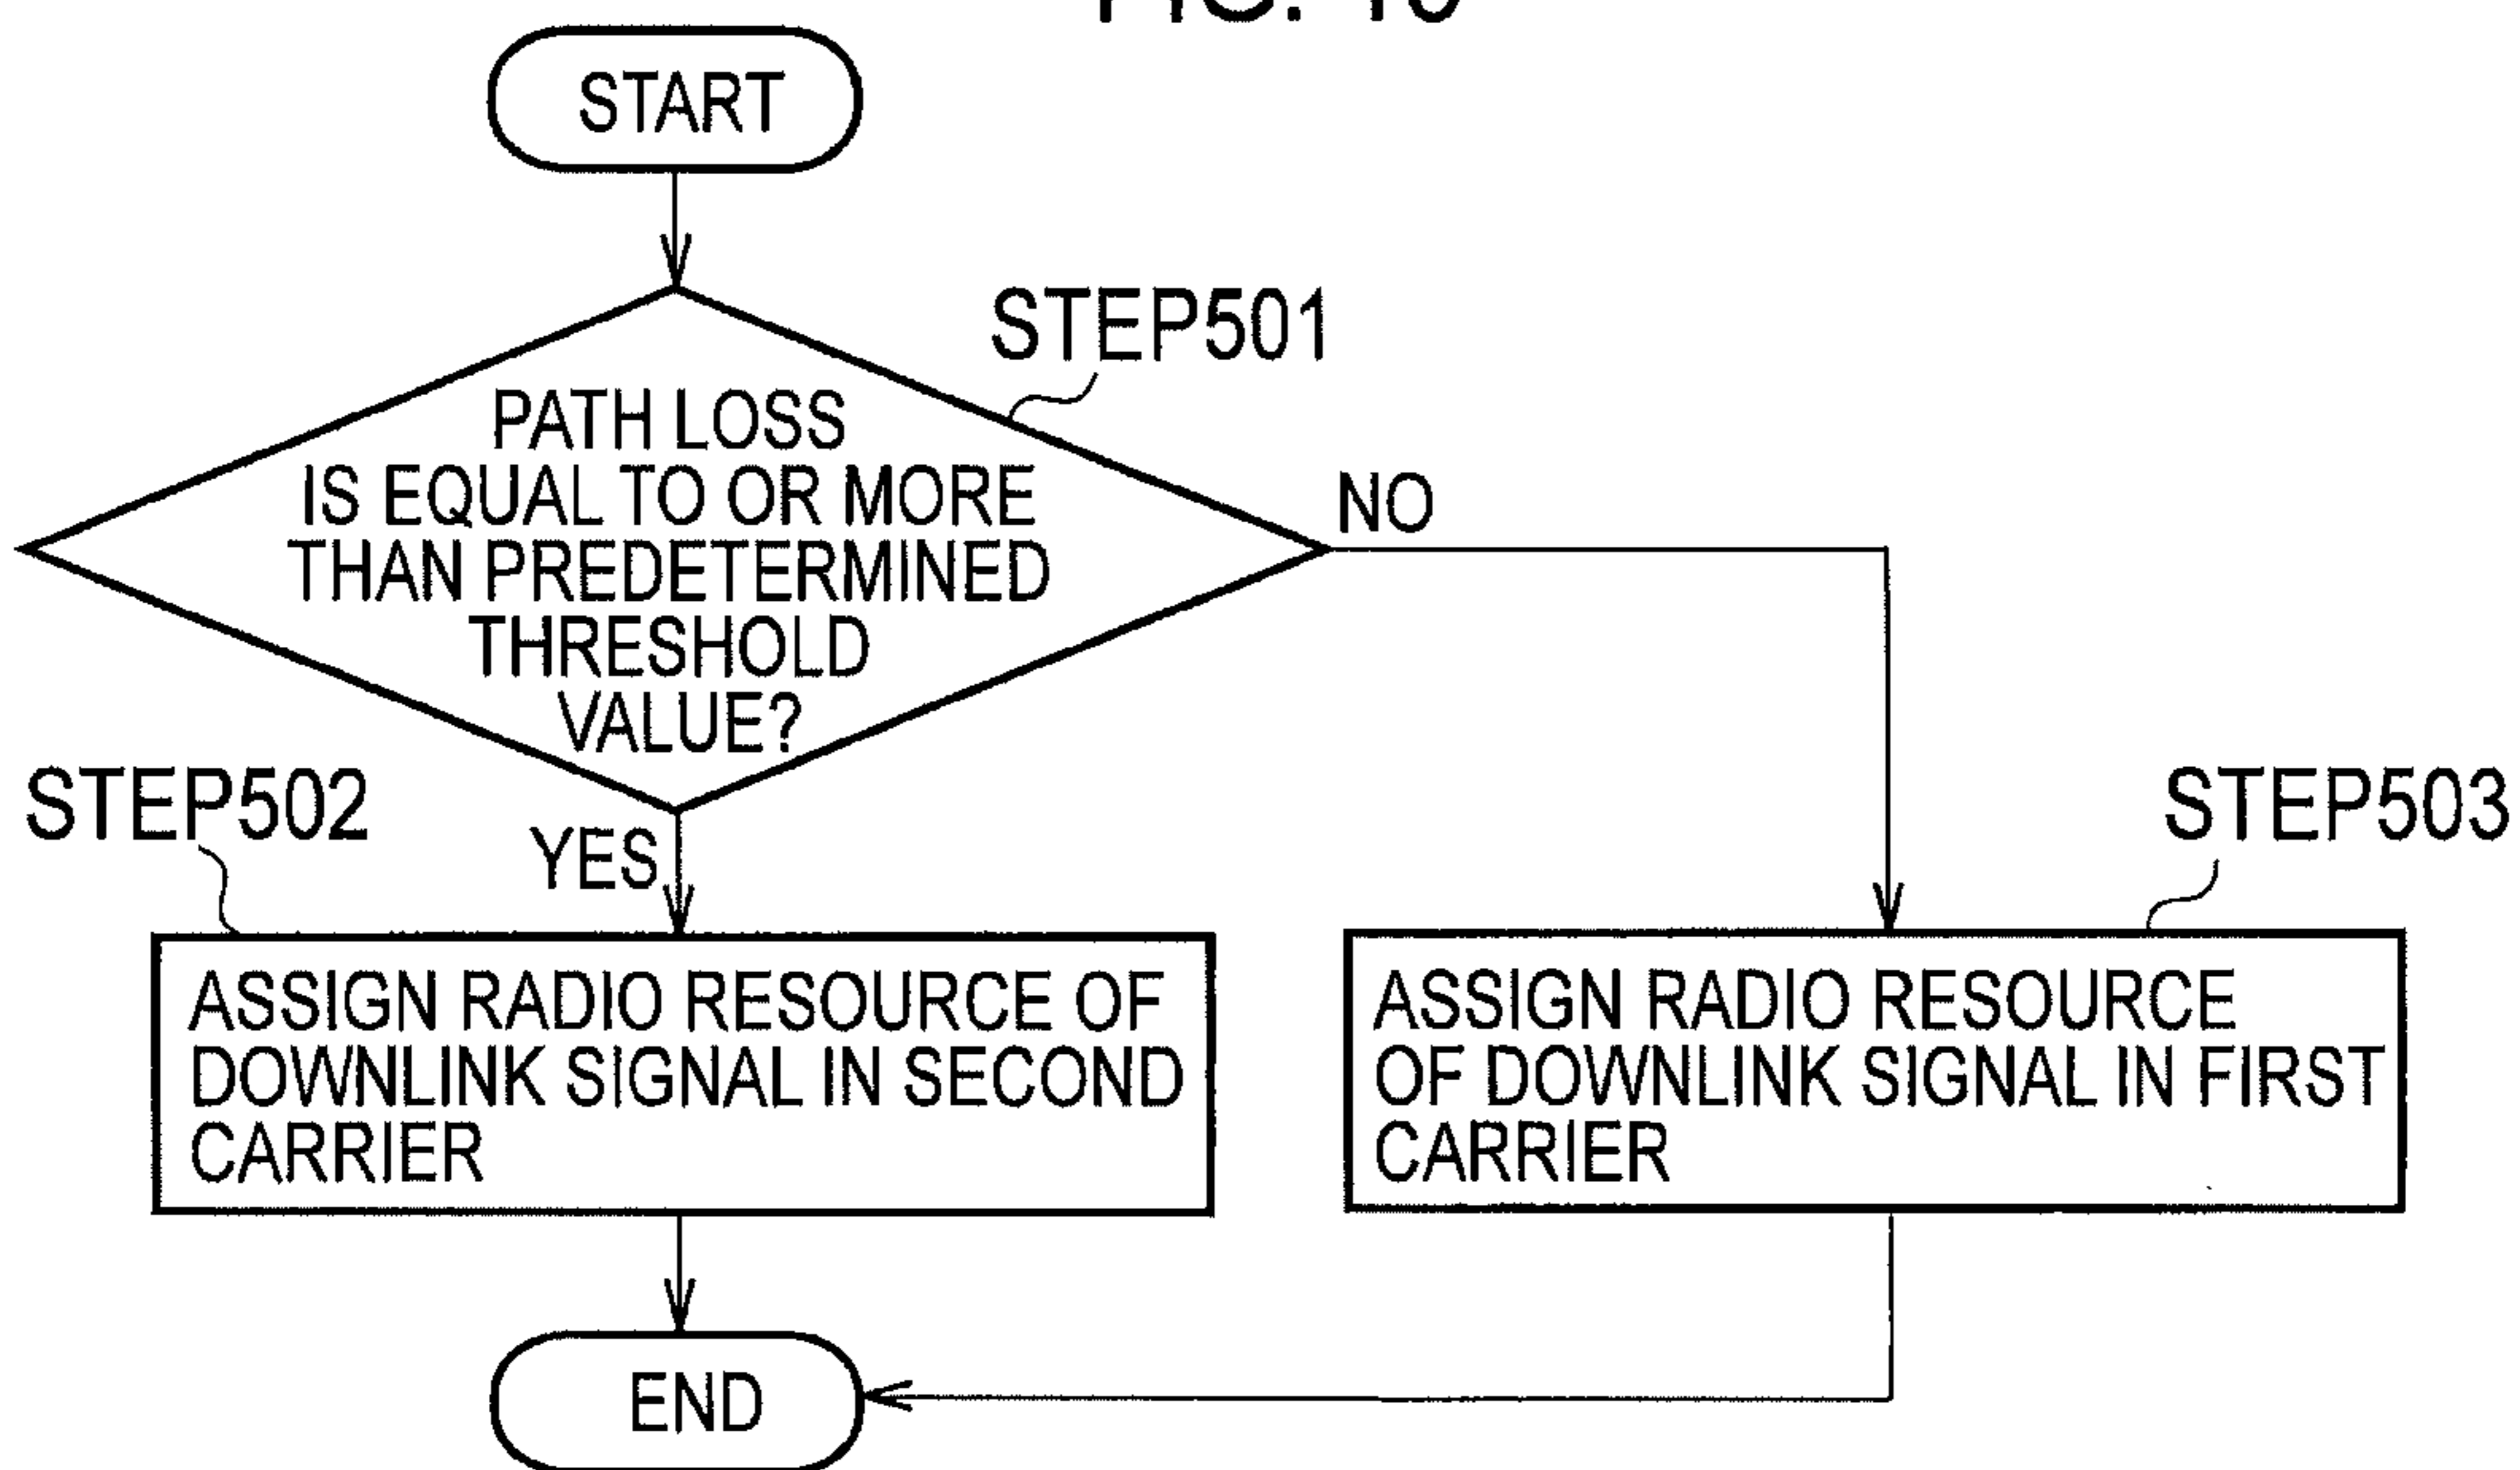 START
STEP501
PATH LOSS
IS EQUAL TO OR MORE
THAN PREDETERMINED
THRESHOLD
VALUE?
NO
STEP502
YES
STEP503
ASSIGN RADIO RESOURCE OF
DOWNLINK SIGNAL IN SECOND
CARRIER
ASSIGN RADIO RESOURCE
OF DOWNLINK SIGNAL IN FIRST
CARRIER
END